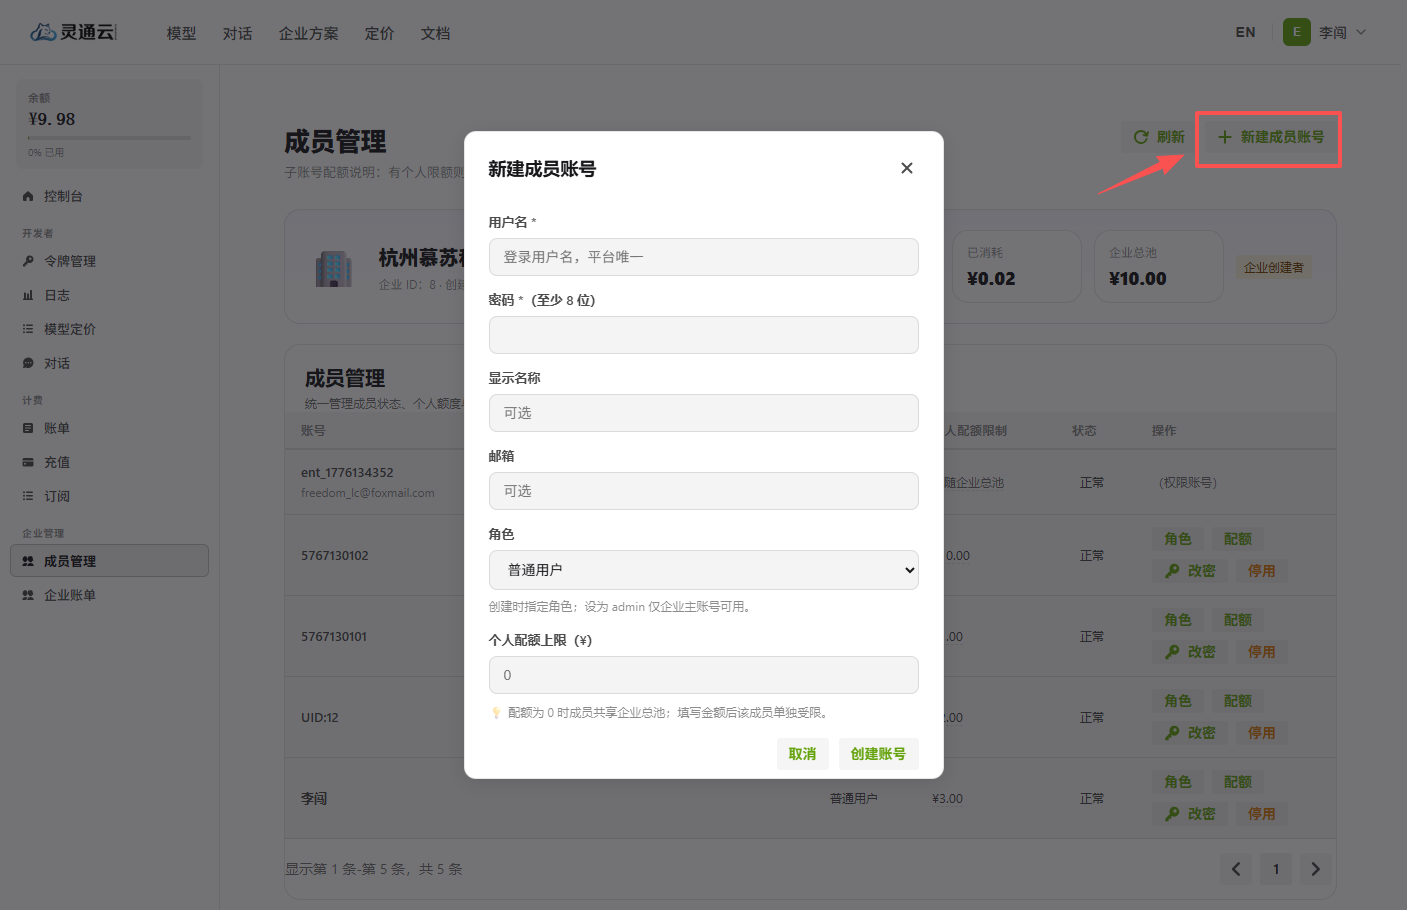 灵通云
模型
对话
企业方案
定价
文档
EN
E
李闯
余额
¥9.98
0% 已用
控制台
开发者
令牌管理
日志
模型定价
对话
计费
账单
充值
订阅
企业管理
成员管理
企业账单
成员管理
子账号配额说明：有个人限额则
刷新
新建成员账号
杭州慕苏
企业 ID：8 · 创建
已消耗
¥0.02
企业总池
¥10.00
企业创建者
成员管理
统一管理成员状态、个人额度
账号
人配额限制
状态
操作
ent_1776134352
freedom_lc@foxmail.com
随企业总池
正常
（权限账号）
5767130102
0.00
正常
角色
配额
改密
停用
5767130101
.00
正常
角色
配额
改密
停用
UID:12
.00
正常
角色
配额
改密
停用
李闯
普通用户
¥3.00
正常
角色
配额
改密
停用
显示第 1 条-第 5 条，共 5 条
1
新建成员账号
用户名 *
登录用户名，平台唯一
密码 *（至少 8 位）
显示名称
可选
邮箱
可选
角色
普通用户
创建时指定角色；设为 admin 仅企业主账号可用。
个人配额上限（¥）
0
配额为 0 时成员共享企业总池；填写金额后该成员单独受限。
取消
创建账号